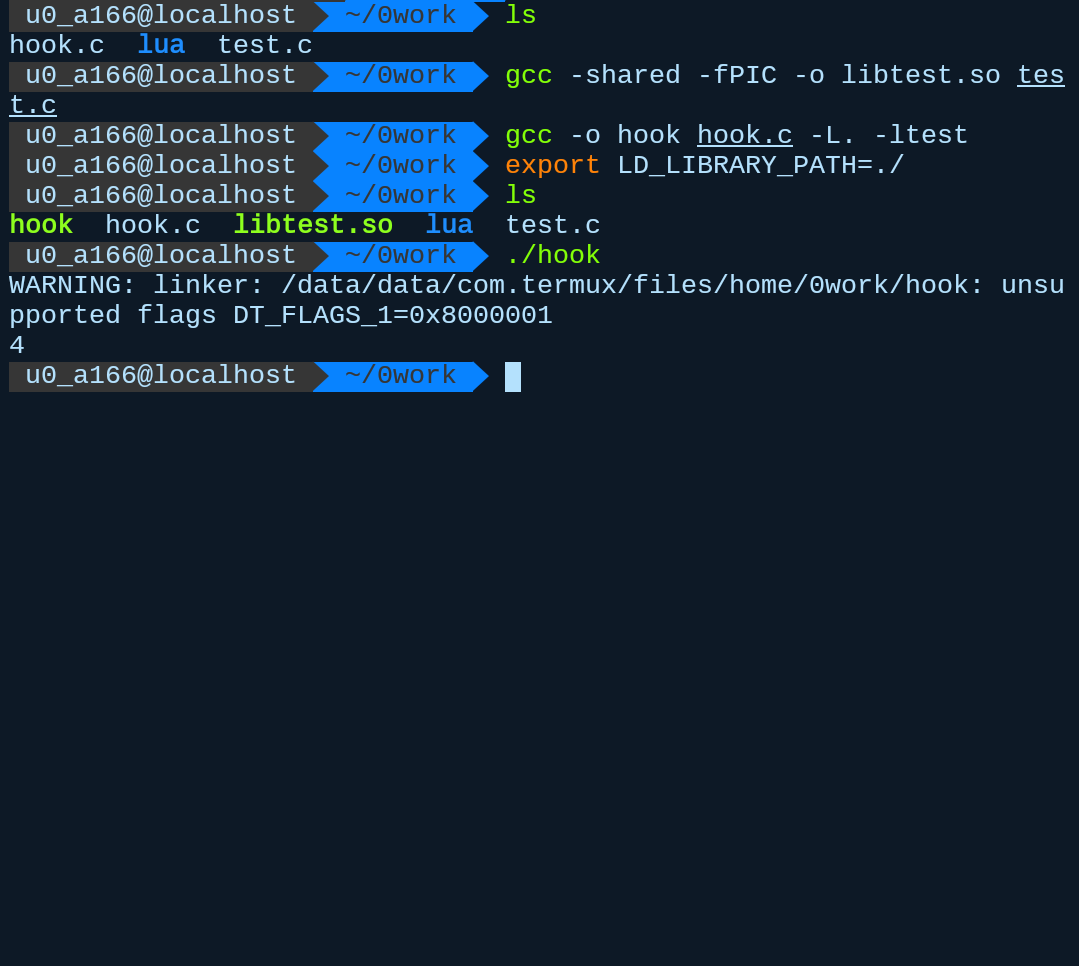 u0_a166@localhost ~/0work ls
hook.c  lua  test.c
u0_a166@localhost ~/0work gcc -shared -fPIC -o libtest.so tes
t.c
u0_a166@localhost ~/0work gcc -o hook hook.c -L. -ltest
u0_a166@localhost ~/0work export LD_LIBRARY_PATH=./
u0_a166@localhost ~/0work ls
hook  hook.c  libtest.so  lua  test.c
u0_a166@localhost ~/0work ./hook
WARNING: linker: /data/data/com.termux/files/home/0work/hook: unsu
pported flags DT_FLAGS_1=0x8000001
4
u0_a166@localhost ~/0work